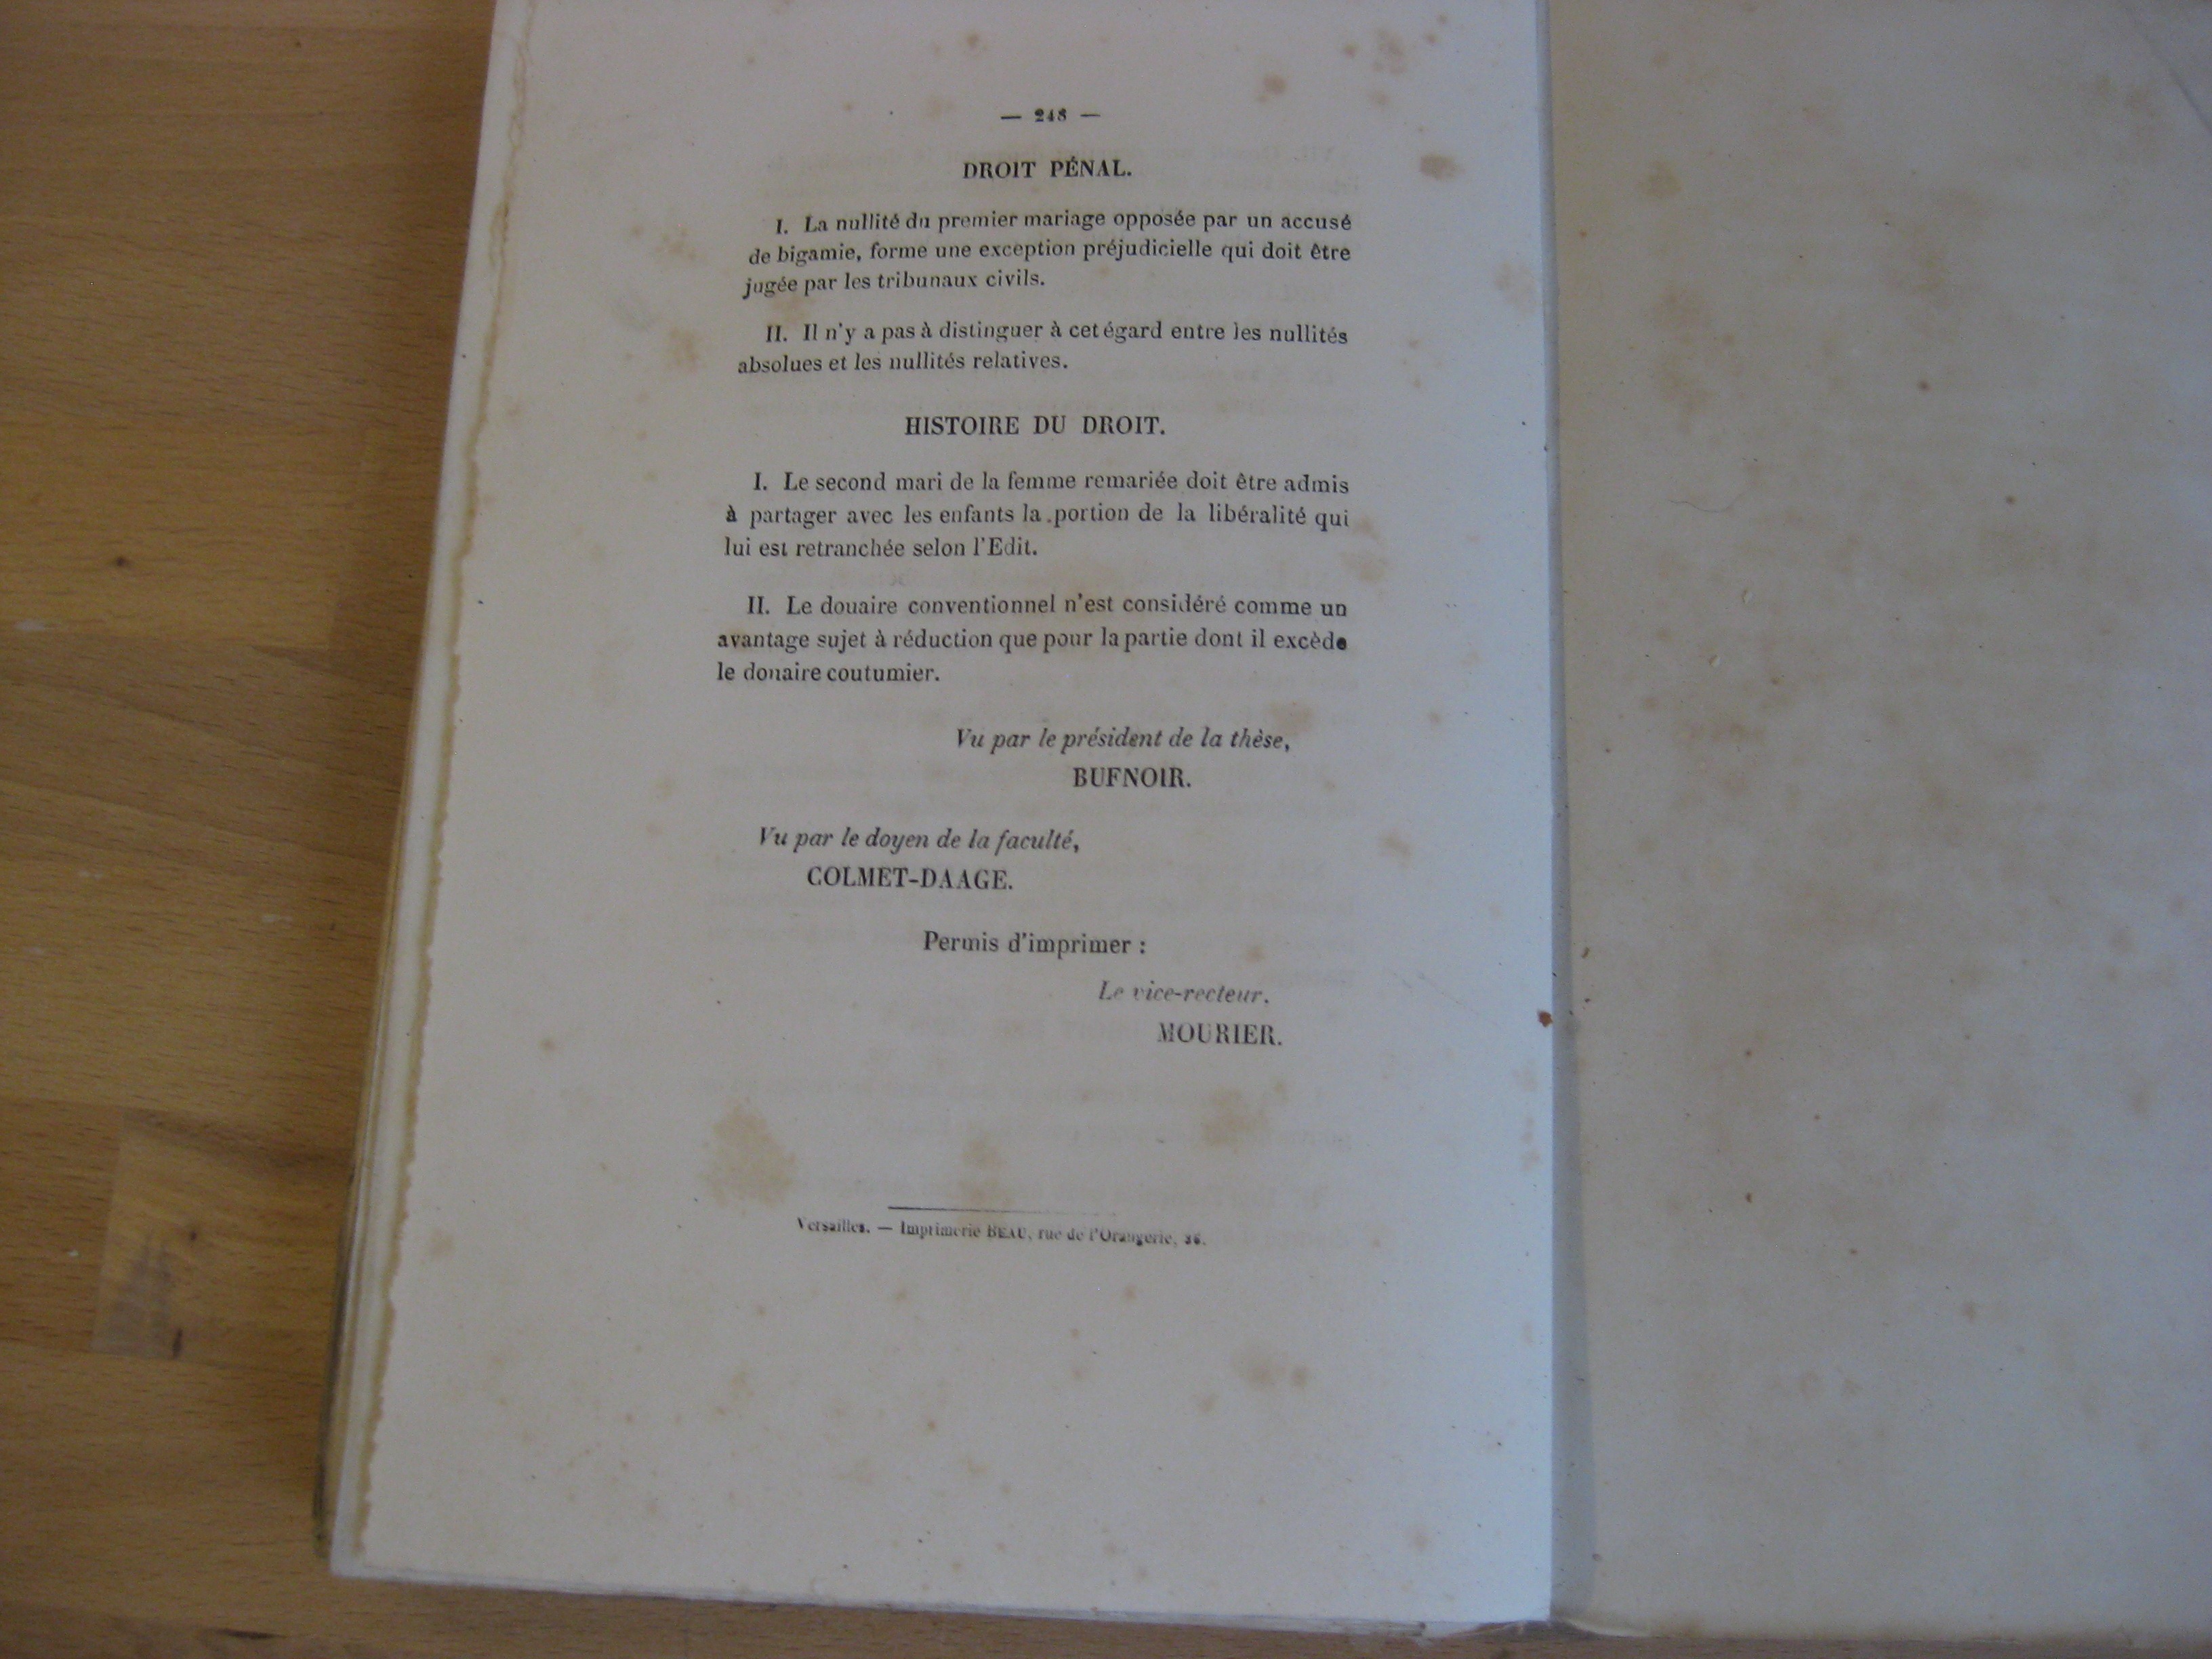 — 248 —
DROIT PÉNAL.
I. La nullité du premier mariage opposée par un accusé
de bigamie, forme une exception préjudicielle qui doit être
jugée par les tribunaux civils.
II. Il n'y a pas à distinguer à cet égard entre les nullités
absolues et les nullités relatives.
HISTOIRE DU DROIT.
I. Le second mari de la femme remariée doit être admis
à partager avec les enfants la portion de la libéralité qui
lui est retranchée selon l'Edit.
II. Le douaire conventionnel n'est considéré comme un
avantage sujet à réduction que pour la partie dont il excède
le douaire coutumier.
Vu par le président de la thèse,
BUFNOIR.
Vu par le doyen de la faculté,
COLMET-DAAGE.
Permis d'imprimer :
Le vice-recteur.
MOURIER.
Versailles. — Imprimerie BEAU, rue de l'Orangerie, 36.